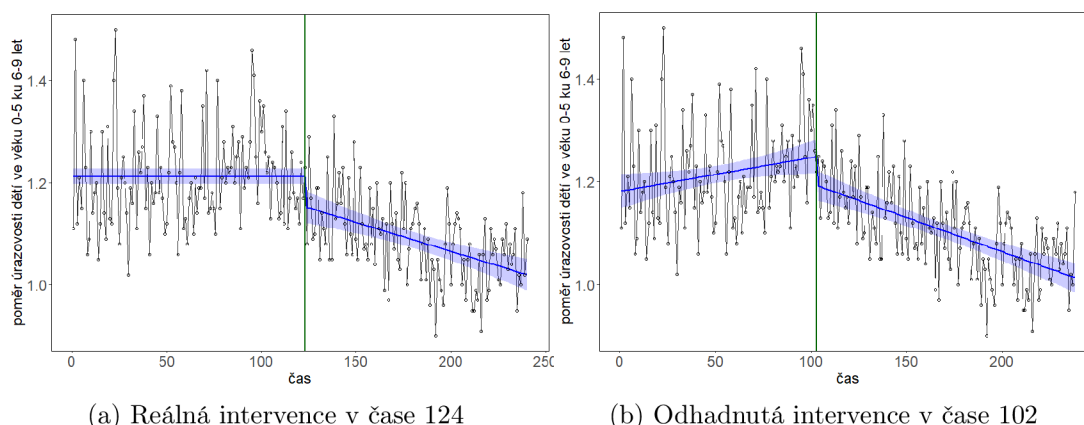 poměr úrazovosti dětí ve věku 0-5 ku 6-9 let
1.4
1.2
1.0
0 50 100 150 200 250
čas
(a) Reálná intervence v čase 124
poměr úrazovosti dětí ve věku 0-5 ku 6-9 let
1.4
1.2
1.0
0 50 100 150 200
čas
(b) Odhadnutá intervence v čase 102